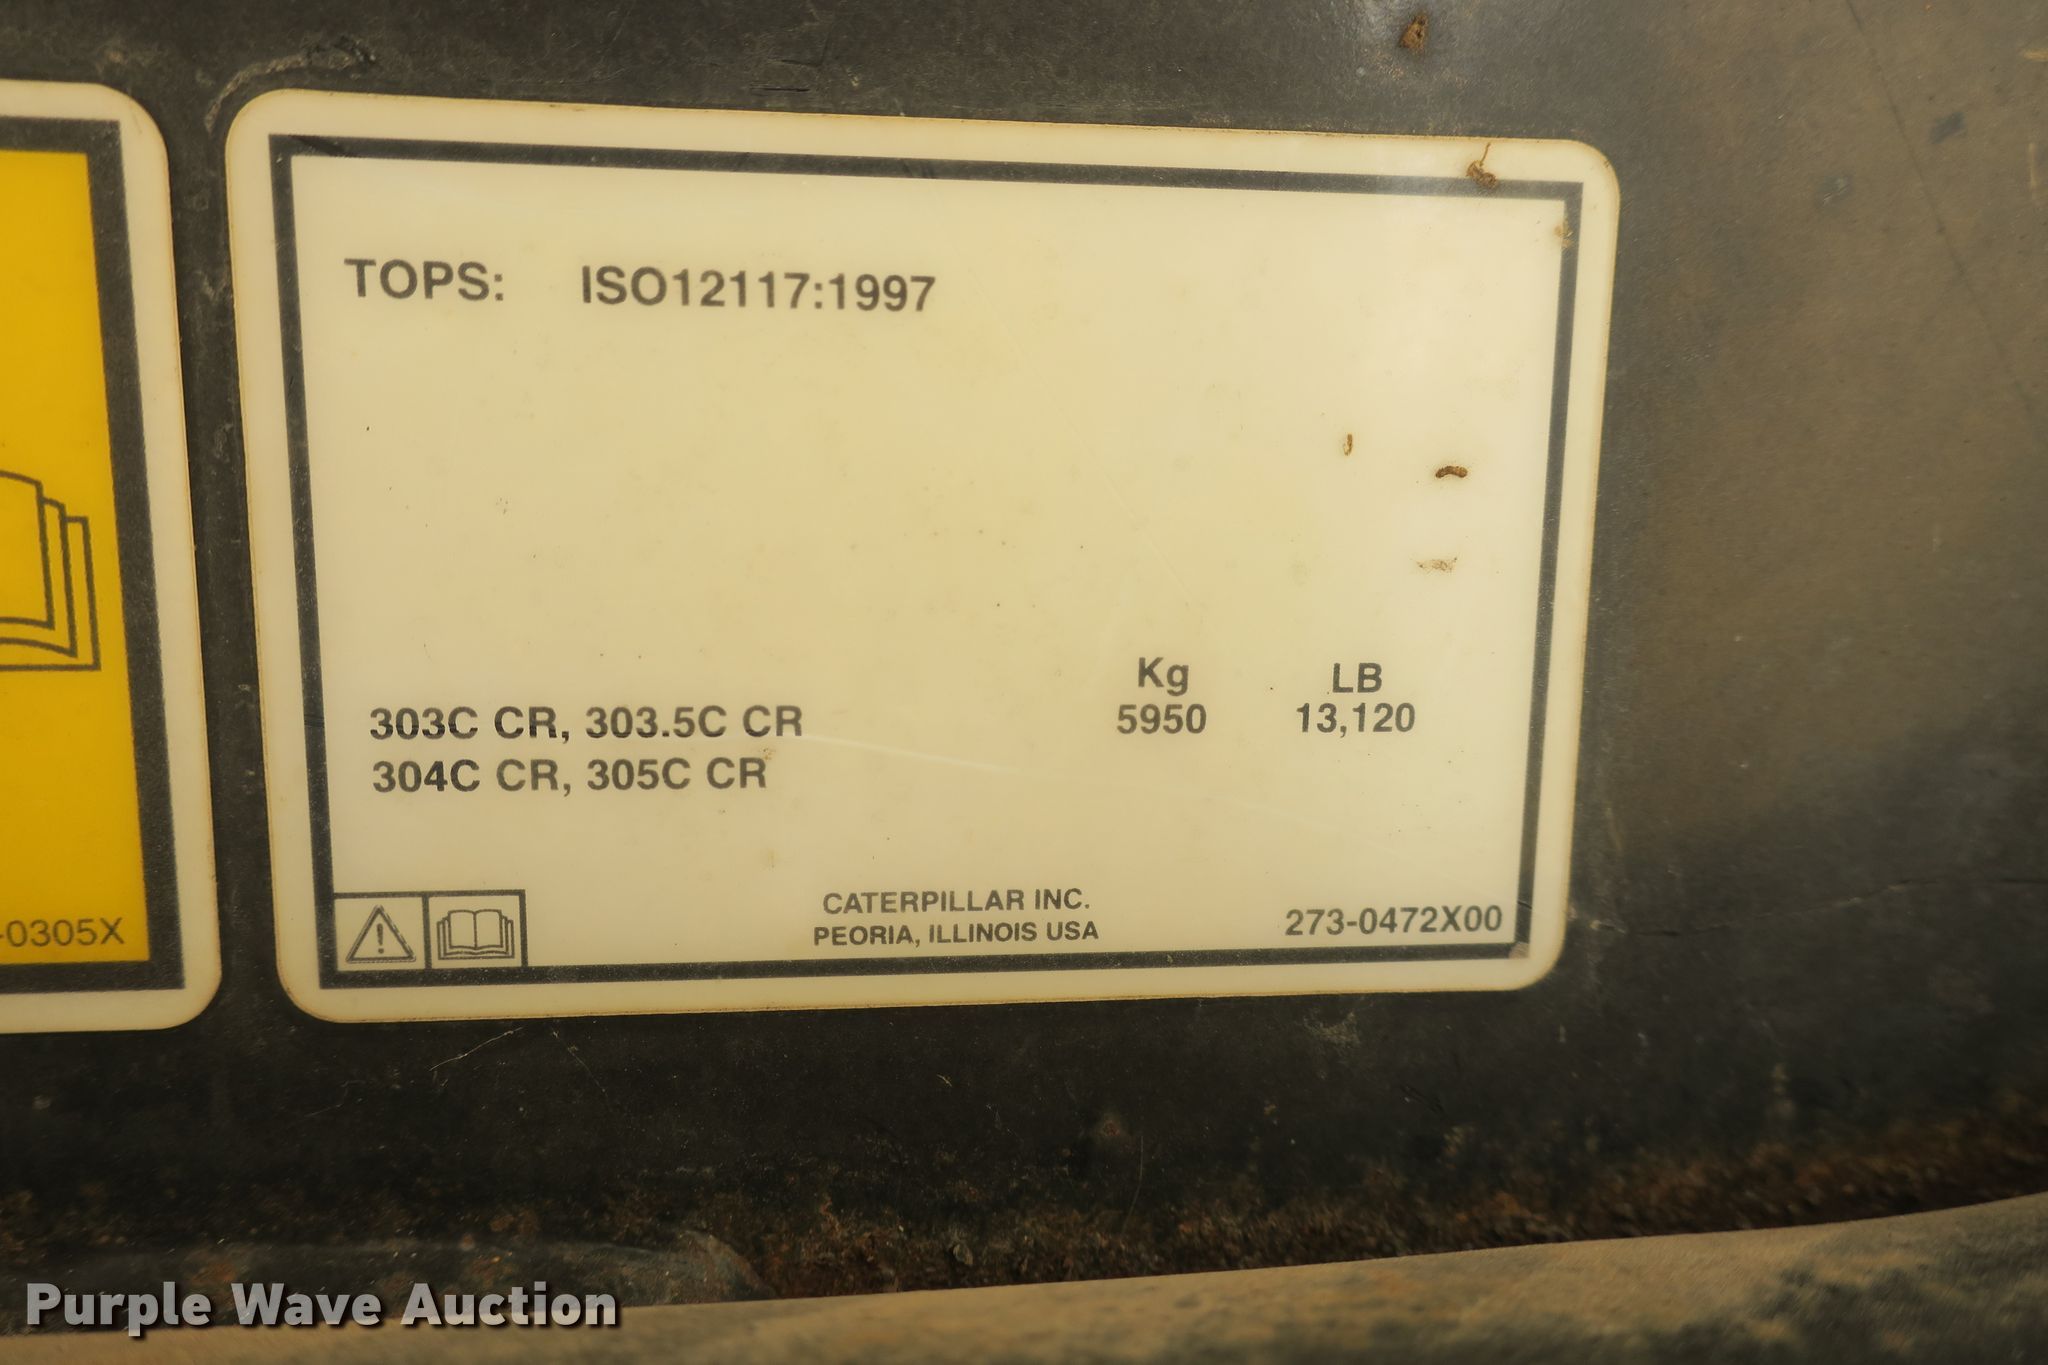 TOPS: ISO12117:1997
Kg LB
303C CR, 303.5C CR 5950 13,120
304C CR, 305C CR
CATERPILLAR INC.
PEORIA, ILLINOIS USA
273-0472X00
-0305X
Purple Wave Auction